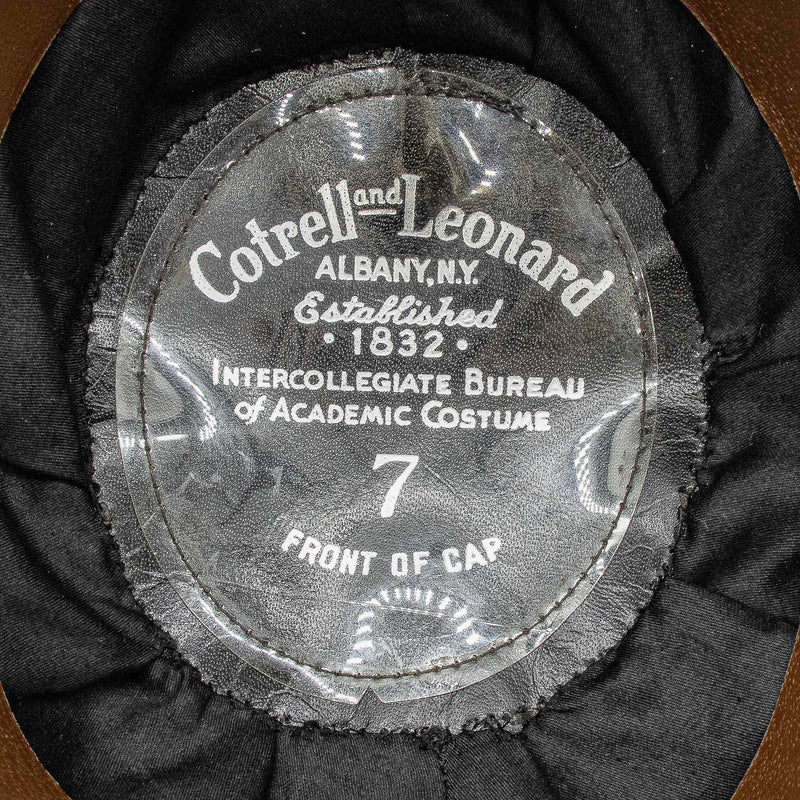 Cotrell and Leonard
ALBANY, N.Y.
Established
• 1832 •
INTERCOLLEGIATE BUREAU
of ACADEMIC COSTUME
7
FRONT OF CAP